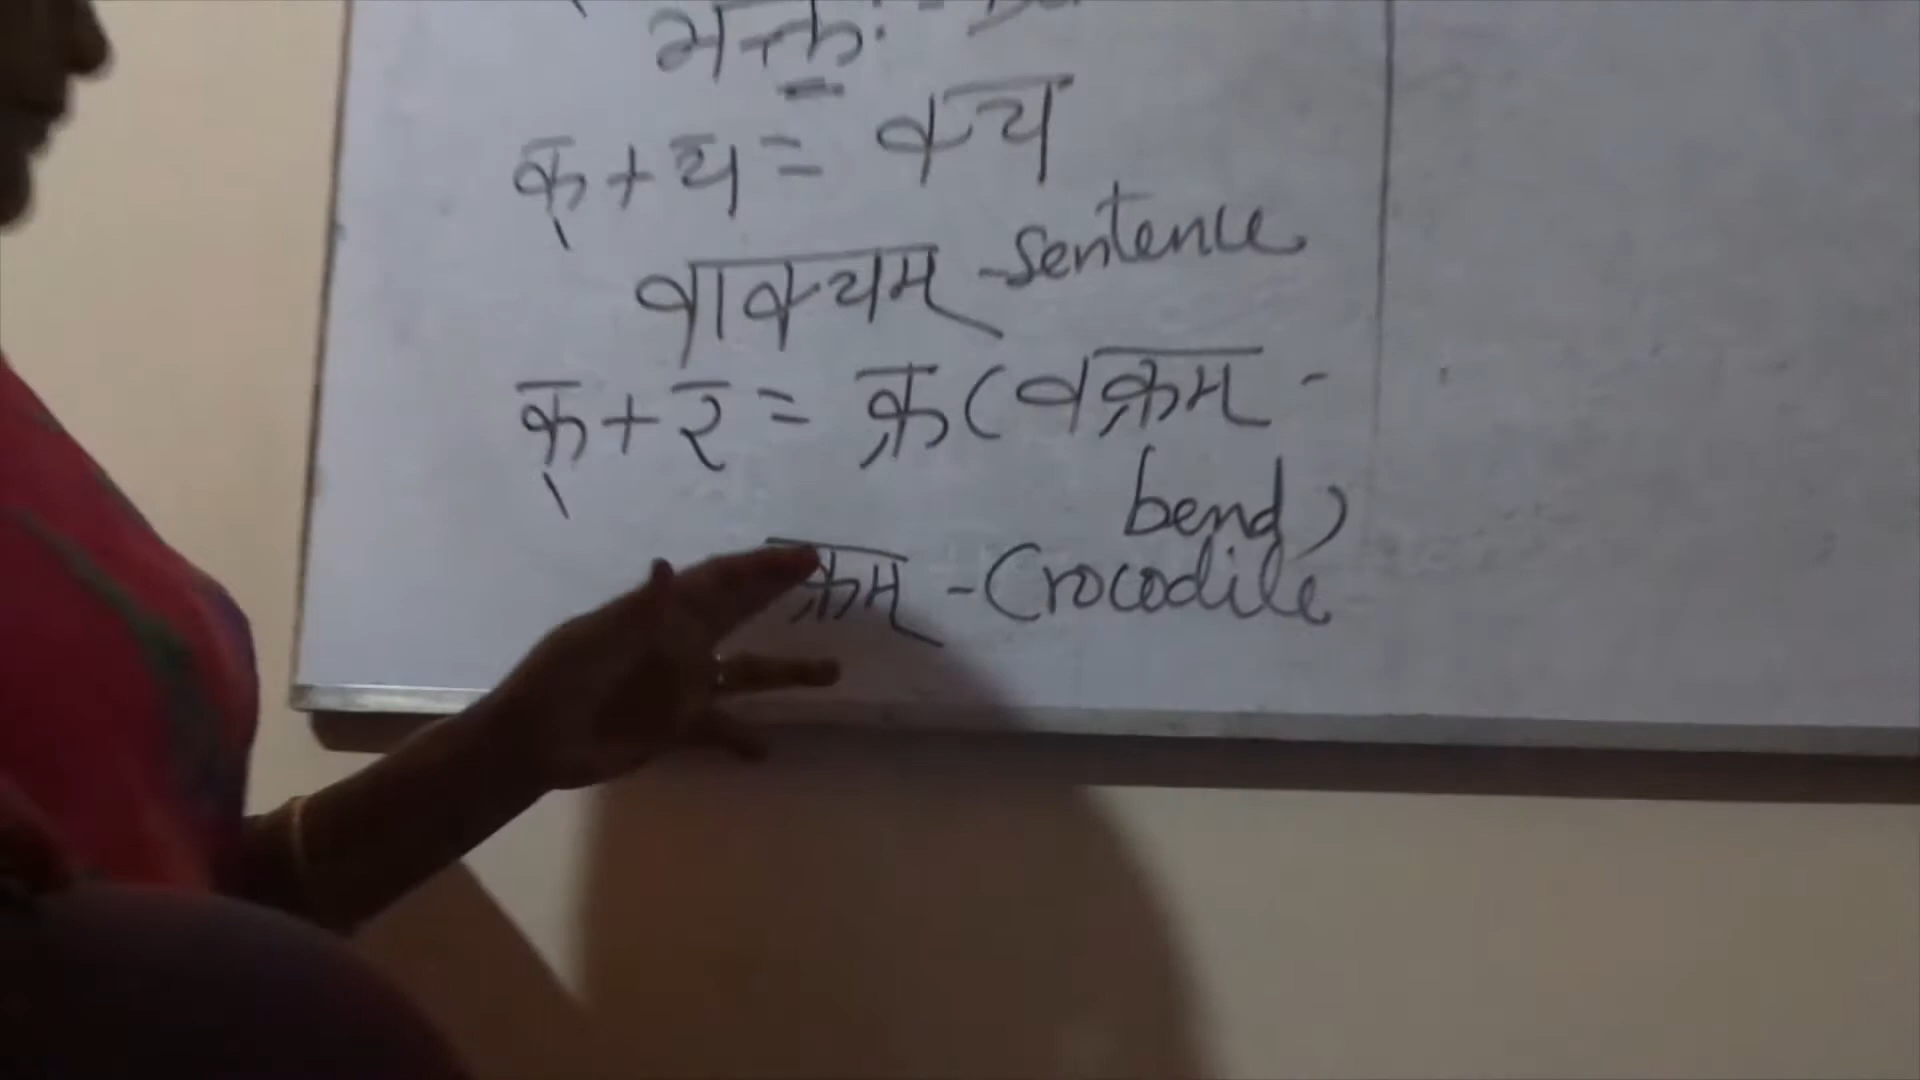 भक्तः -
क् + य = क्य
वाक्यम् - sentence
क् + र = क्र ( वक्रम -
bend )
क्रम् - Crocodile